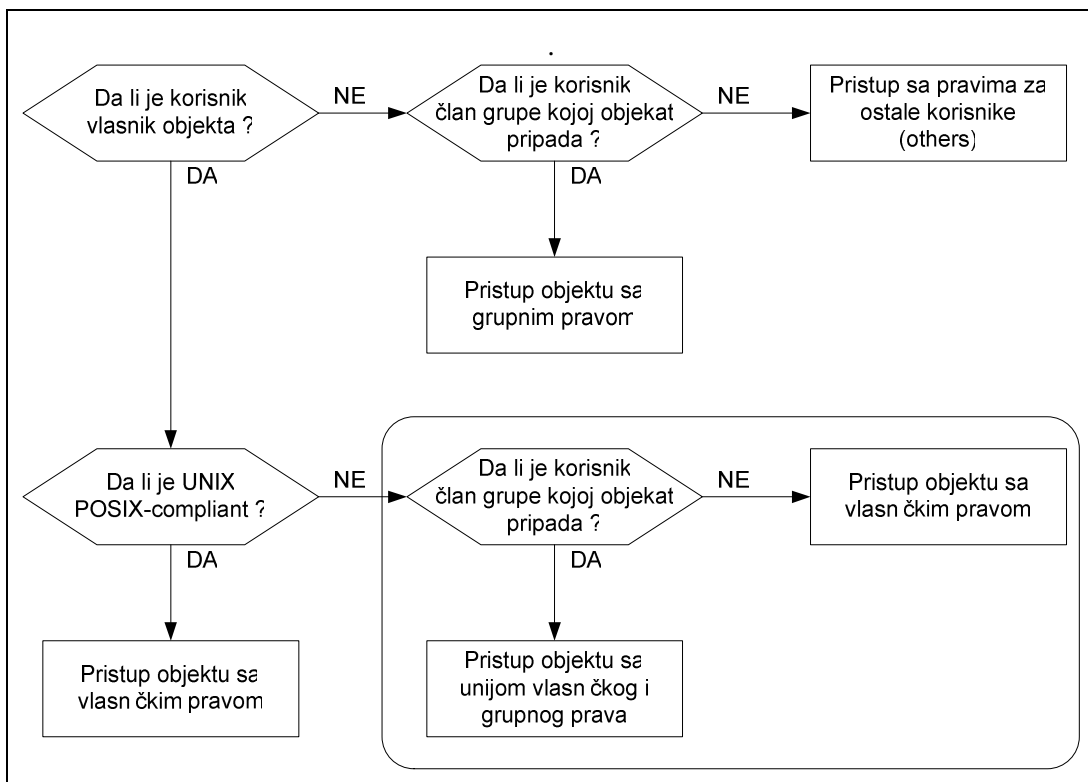 Da li je korisnik
vlasnik objekta ?
NE
Da li je korisnik
član grupe kojoj objekat
pripada ?
NE
Pristup sa pravima za
ostale korisnike
(others)
DA
DA
Pristup objektu sa
grupnim pravom
Da li je UNIX
POSIX-compliant ?
NE
Da li je korisnik
član grupe kojoj objekat
pripada ?
NE
Pristup objektu sa
vlasn čkim pravom
DA
DA
Pristup objektu sa
vlasn čkim pravom
Pristup objektu sa
unijom vlasn čkog i
grupnog prava